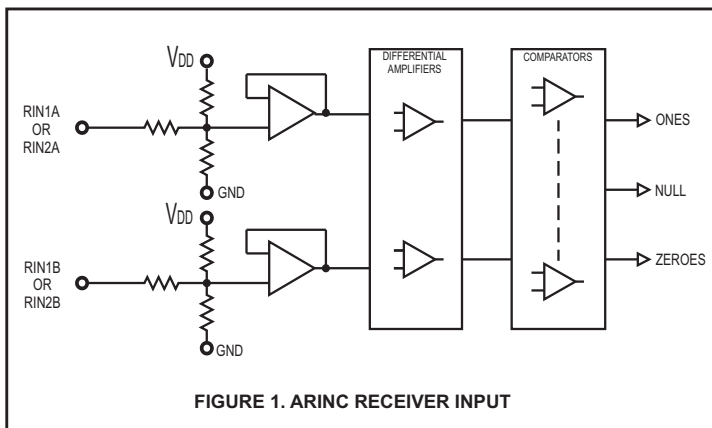 DIFFERENTIAL
AMPLIFIERS
COMPARATORS
VDD
RIN1A
OR
RIN2A
GND
ONES
NULL
VDD
RIN1B
OR
RIN2B
GND
ZEROES
FIGURE 1. ARINC RECEIVER INPUT